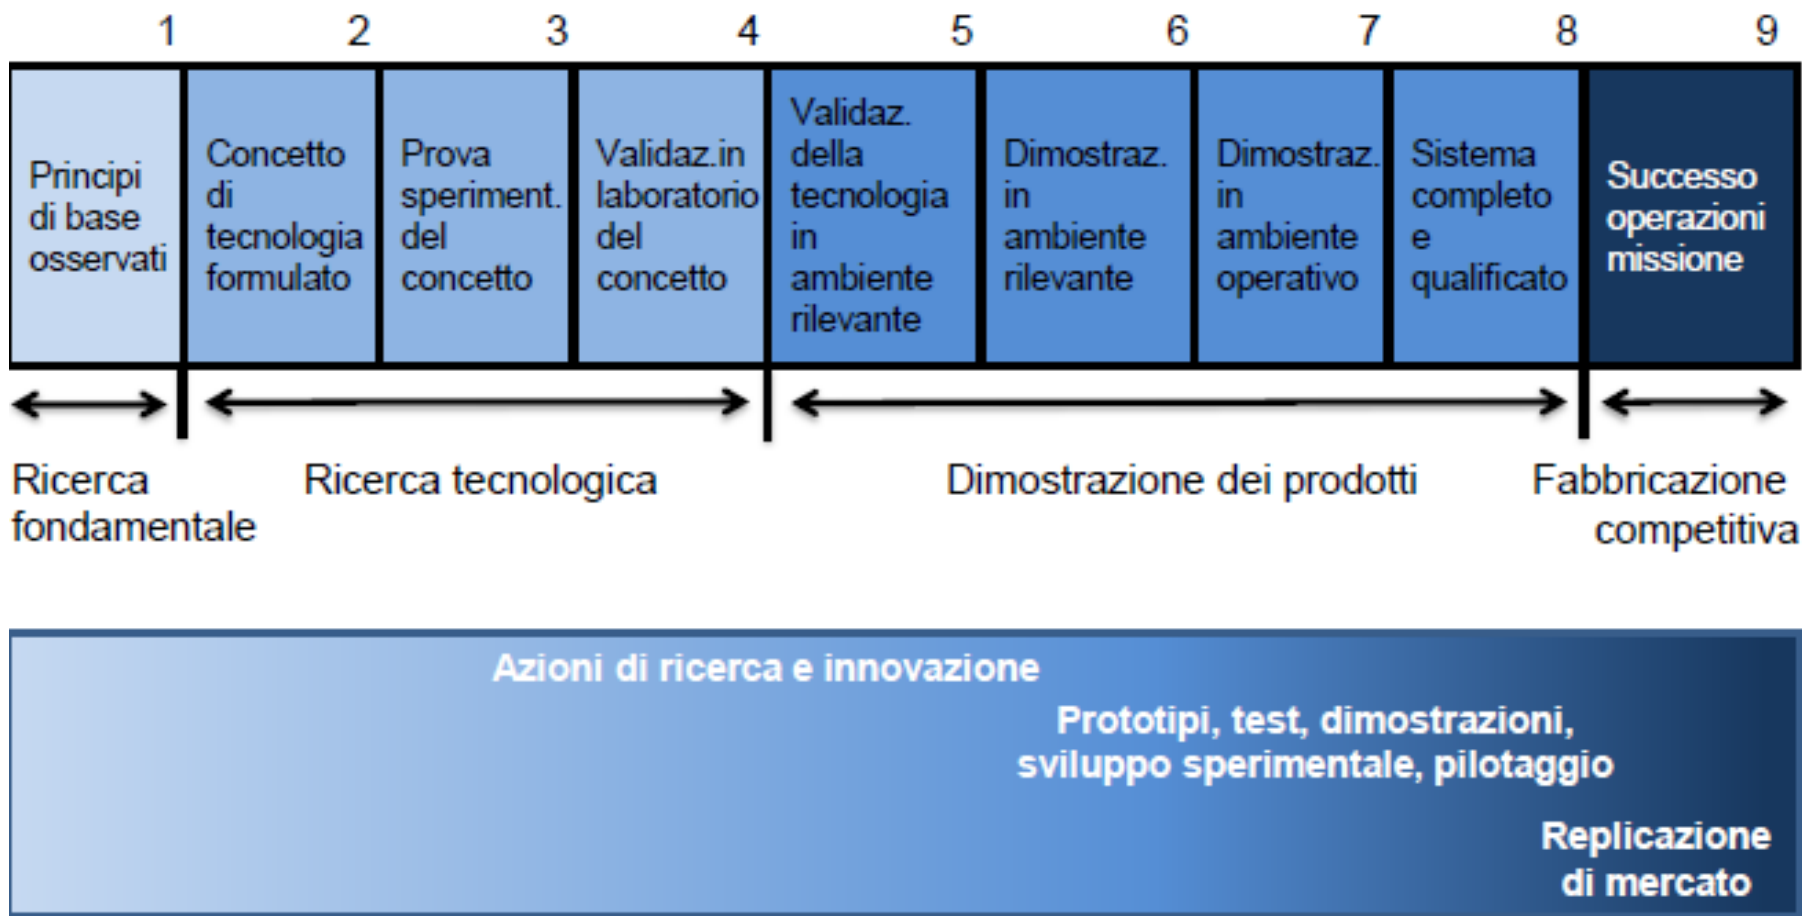 1 2 3 4 5 6 7 8 9
Principi
di base
osservati
Concetto
di
tecnologia
formulato
Prova
speriment.
del
concetto
Validaz.in
laboratorio
del
concetto
Validaz.
della
tecnologia
in
ambiente
rilevante
Dimostraz.
in
ambiente
rilevante
Dimostraz.
in
ambiente
operativo
Sistema
completo
e
qualificato
Successo
operazioni
missione
Ricerca
fondamentale
Ricerca tecnologica
Dimostrazione dei prodotti
Fabbricazione
competitiva
Azioni di ricerca e innovazione
Prototipi, test, dimostrazioni,
sviluppo sperimentale, pilotaggio
Replicazione
di mercato